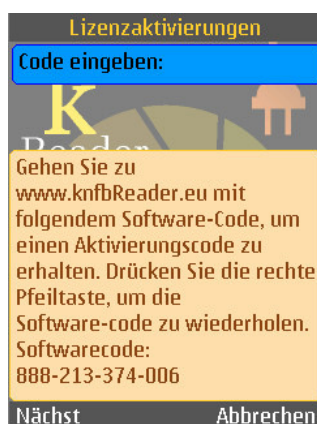 Lizenzaktivierungen
Code eingeben:
k
Reader
Gehen Sie zu
www.knfbReader.eu mit
folgendem Software-Code, um
einen Aktivierungscode zu
erhalten. Drücken Sie die rechte
Pfeiltaste, um die
Software-code zu wiederholen.
Softwarecode:
888-213-374-006
Nächst Abbrechen